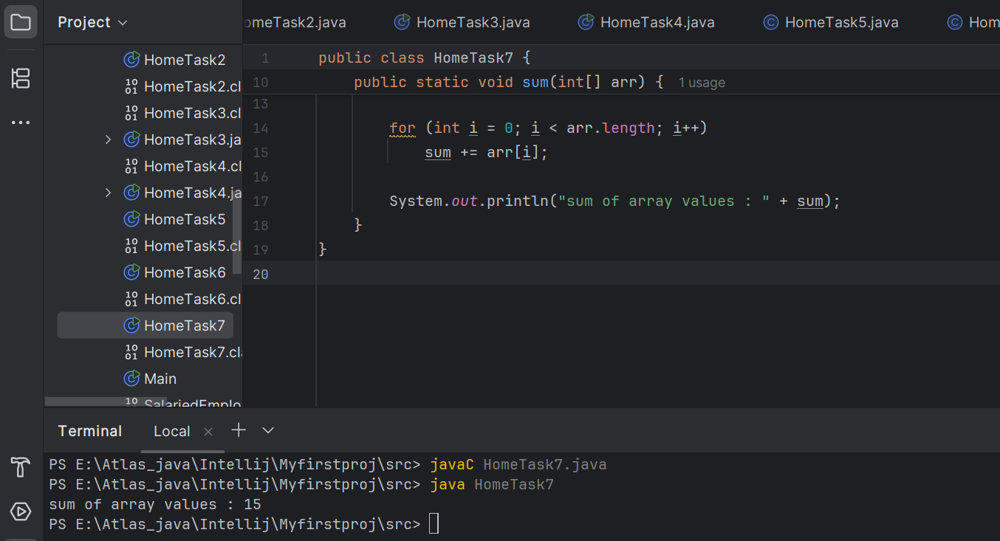 Project
omeTask2.java HomeTask3.java HomeTask4.java HomeTask5.java Hom
HomeTask2
HomeTask2.cl
HomeTask3.cl
HomeTask3.ja
HomeTask4.cl
HomeTask4.ja
HomeTask5
HomeTask5.cl
HomeTask6
HomeTask6.cl
HomeTask7
HomeTask7.cla
Main
SalariedEmplo
1 public class HomeTask7 {
10 public static void sum(int[] arr) { 1 usage
13
14 for (int i = 0; i < arr.length; i++)
15 sum += arr[i];
16
17 System.out.println("sum of array values : " + sum);
18 }
19 }
20
Terminal Local
PS E:\Atlas_java\Intellij\Myfirstproj\src> javaC HomeTask7.java
PS E:\Atlas_java\Intellij\Myfirstproj\src> java HomeTask7
sum of array values : 15
PS E:\Atlas_java\Intellij\Myfirstproj\src>